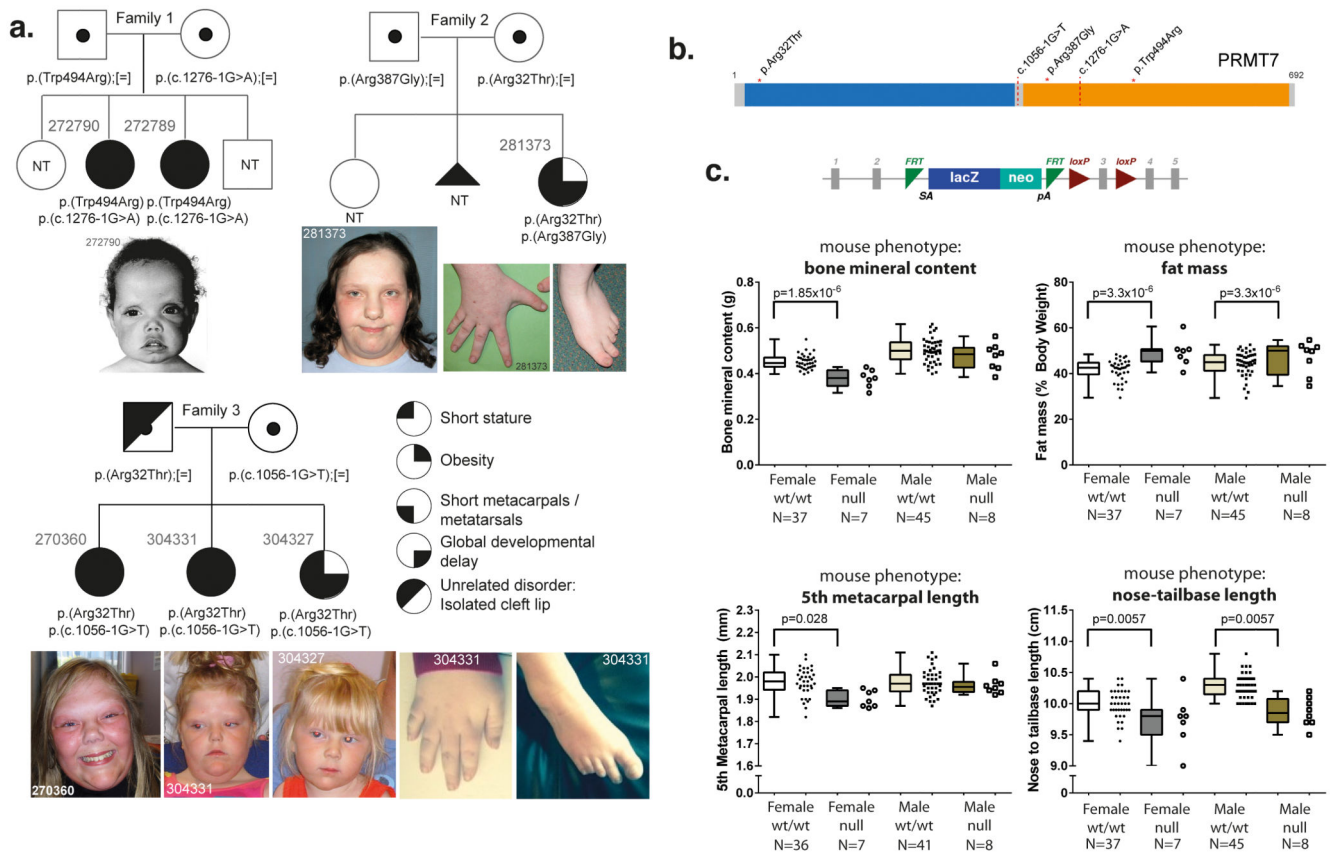 a.
Family 1
p.(Trp494Arg);[=]
p.(c.1276-1G>A);[=]
272790
272789
NT
NT
p.(Trp494Arg)
p.(c.1276-1G>A)
p.(Trp494Arg)
p.(c.1276-1G>A)
272790
Family 2
p.(Arg387Gly);[=]
p.(Arg32Thr);[=]
281373
NT
NT
p.(Arg32Thr)
p.(Arg387Gly)
281373
281373
Family 3
p.(Arg32Thr);[=]
p.(c.1056-1G>T);[=]
270360
304331
304327
p.(Arg32Thr)
p.(c.1056-1G>T)
p.(Arg32Thr)
p.(c.1056-1G>T)
p.(Arg32Thr)
p.(c.1056-1G>T)
Short stature
Obesity
Short metacarpals /
metatarsals
Global developmental
delay
Unrelated disorder:
Isolated cleft lip
270360
304331
304327
304331
304331
b.
p.Arg32Thr
c.1056-1G>T
p.Arg387Gly
c.1276-1G>A
p.Trp494Arg
PRMT7
1
692
*
*
*
c.
1
2
FRT
lacZ
neo
FRT
loxP
3
loxP
4
5
SA
pA
mouse phenotype:
bone mineral content
Bone mineral content (g)
0.8
0.6
0.4
0.2
0.0
p=1.85x10-6
Female
wt/wt
N=37
Female
null
N=7
Male
wt/wt
N=45
Male
null
N=8
mouse phenotype:
fat mass
Fat mass (% Body Weight)
80
60
40
20
0
p=3.3x10-6
p=3.3x10-6
Female
wt/wt
N=37
Female
null
N=7
Male
wt/wt
N=45
Male
null
N=8
mouse phenotype:
5th metacarpal length
5th Metacarpal length (mm)
2.3
2.2
2.1
2.0
1.9
1.8
1.7
1.6
0.0
p=0.028
Female
wt/wt
N=36
Female
null
N=7
Male
wt/wt
N=41
Male
null
N=8
mouse phenotype:
nose-tailbase length
Nose to tailbase length (cm)
11.5
11.0
10.5
10.0
9.5
9.0
0
p=0.0057
p=0.0057
Female
wt/wt
N=37
Female
null
N=7
Male
wt/wt
N=45
Male
null
N=8